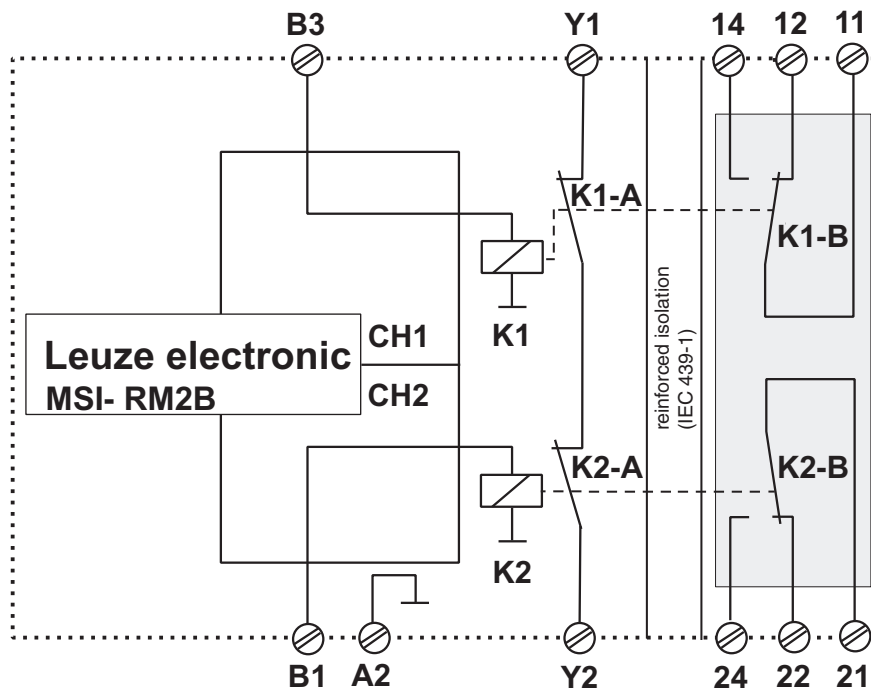 B3 Y1 14 12 11
K1-A
K1-B
K1
CH1
Leuze electronic
MSI- RM2B
CH2
reinforced isolation
(IEC 439-1)
K2-A
K2-B
K2
B1 A2 Y2 24 22 21